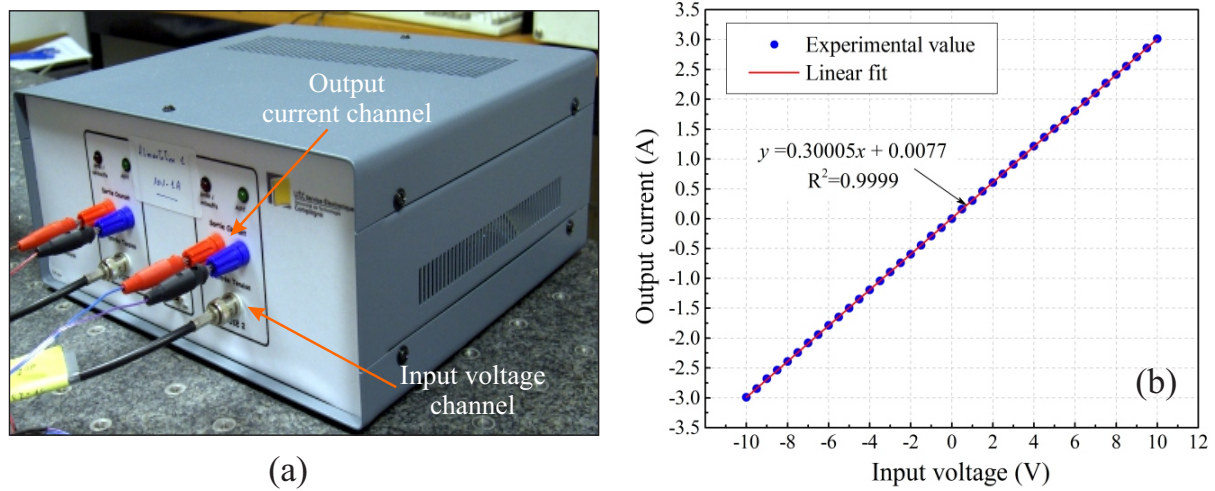 Output
current channel
Input voltage
channel
(a)
3.5
3.0
2.5
2.0
1.5
1.0
0.5
0.0
-0.5
-1.0
-1.5
-2.0
-2.5
-3.0
-3.5
Output current (A)
Experimental value
Linear fit
y =0.30005x + 0.0077
R²=0.9999
(b)
-10 -8 -6 -4 -2 0 2 4 6 8 10 12
Input voltage (V)